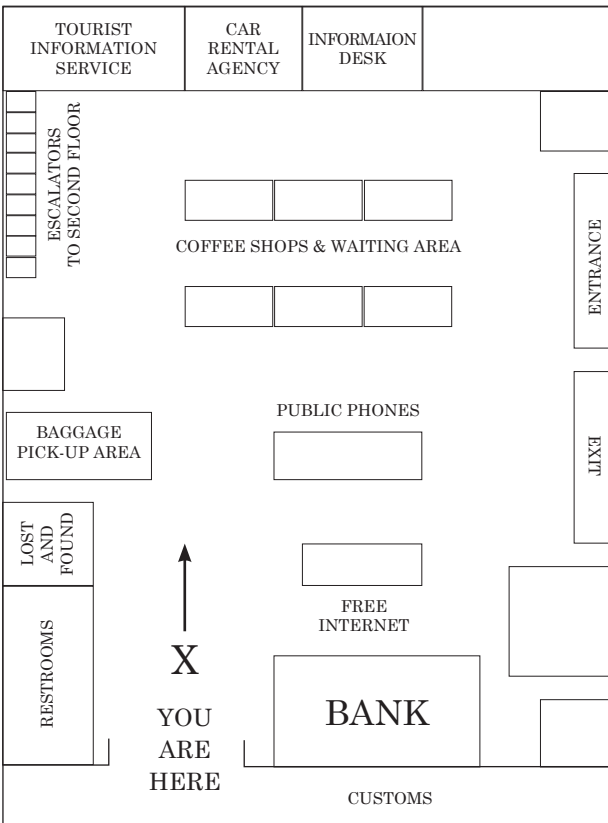 TOURIST
INFORMATION
SERVICE
CAR
RENTAL
AGENCY
INFORMAION
DESK
ESCALATORS
TO SECOND FLOOR
COFFEE SHOPS & WAITING AREA
ENTRANCE
PUBLIC PHONES
BAGGAGE
PICK-UP AREA
EXIT
LOST
AND
FOUND
FREE
INTERNET
RESTROOMS
X
YOU
ARE
HERE
BANK
CUSTOMS